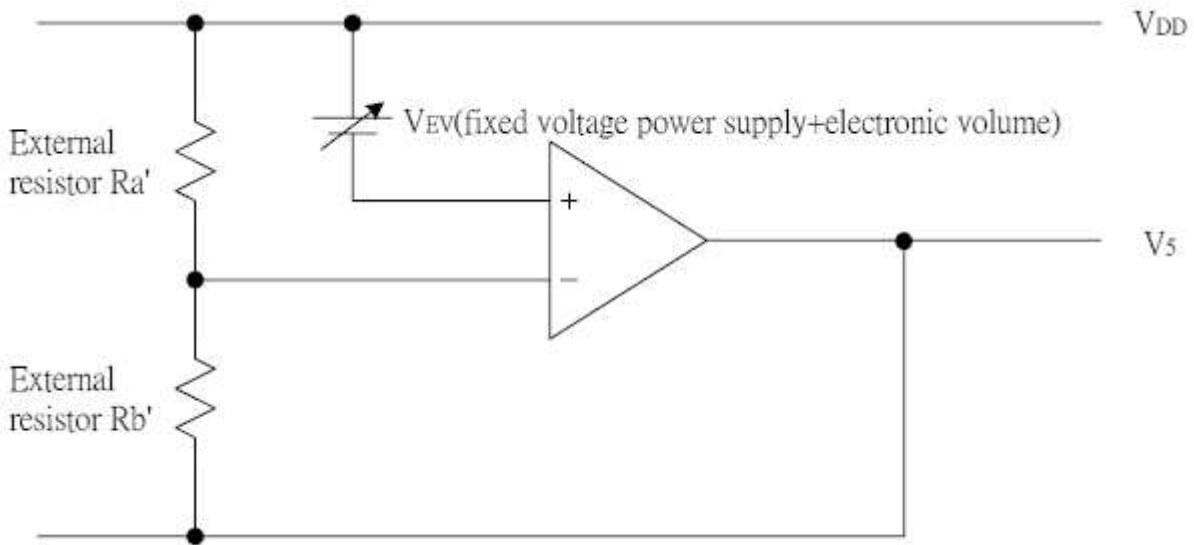 VDD
VEV(fixed voltage power supply+electronic volume)
External
resistor Ra'
+
−
V5
External
resistor Rb'